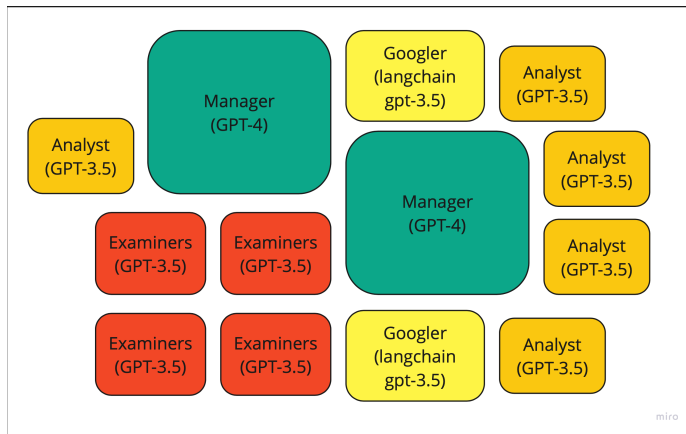 Manager
(GPT-4)
Googler
(langchain
gpt-3.5)
Analyst
(GPT-3.5)
Analyst
(GPT-3.5)
Analyst
(GPT-3.5)
Manager
(GPT-4)
Examiners
(GPT-3.5)
Examiners
(GPT-3.5)
Analyst
(GPT-3.5)
Examiners
(GPT-3.5)
Examiners
(GPT-3.5)
Googler
(langchain
gpt-3.5)
Analyst
(GPT-3.5)
miro